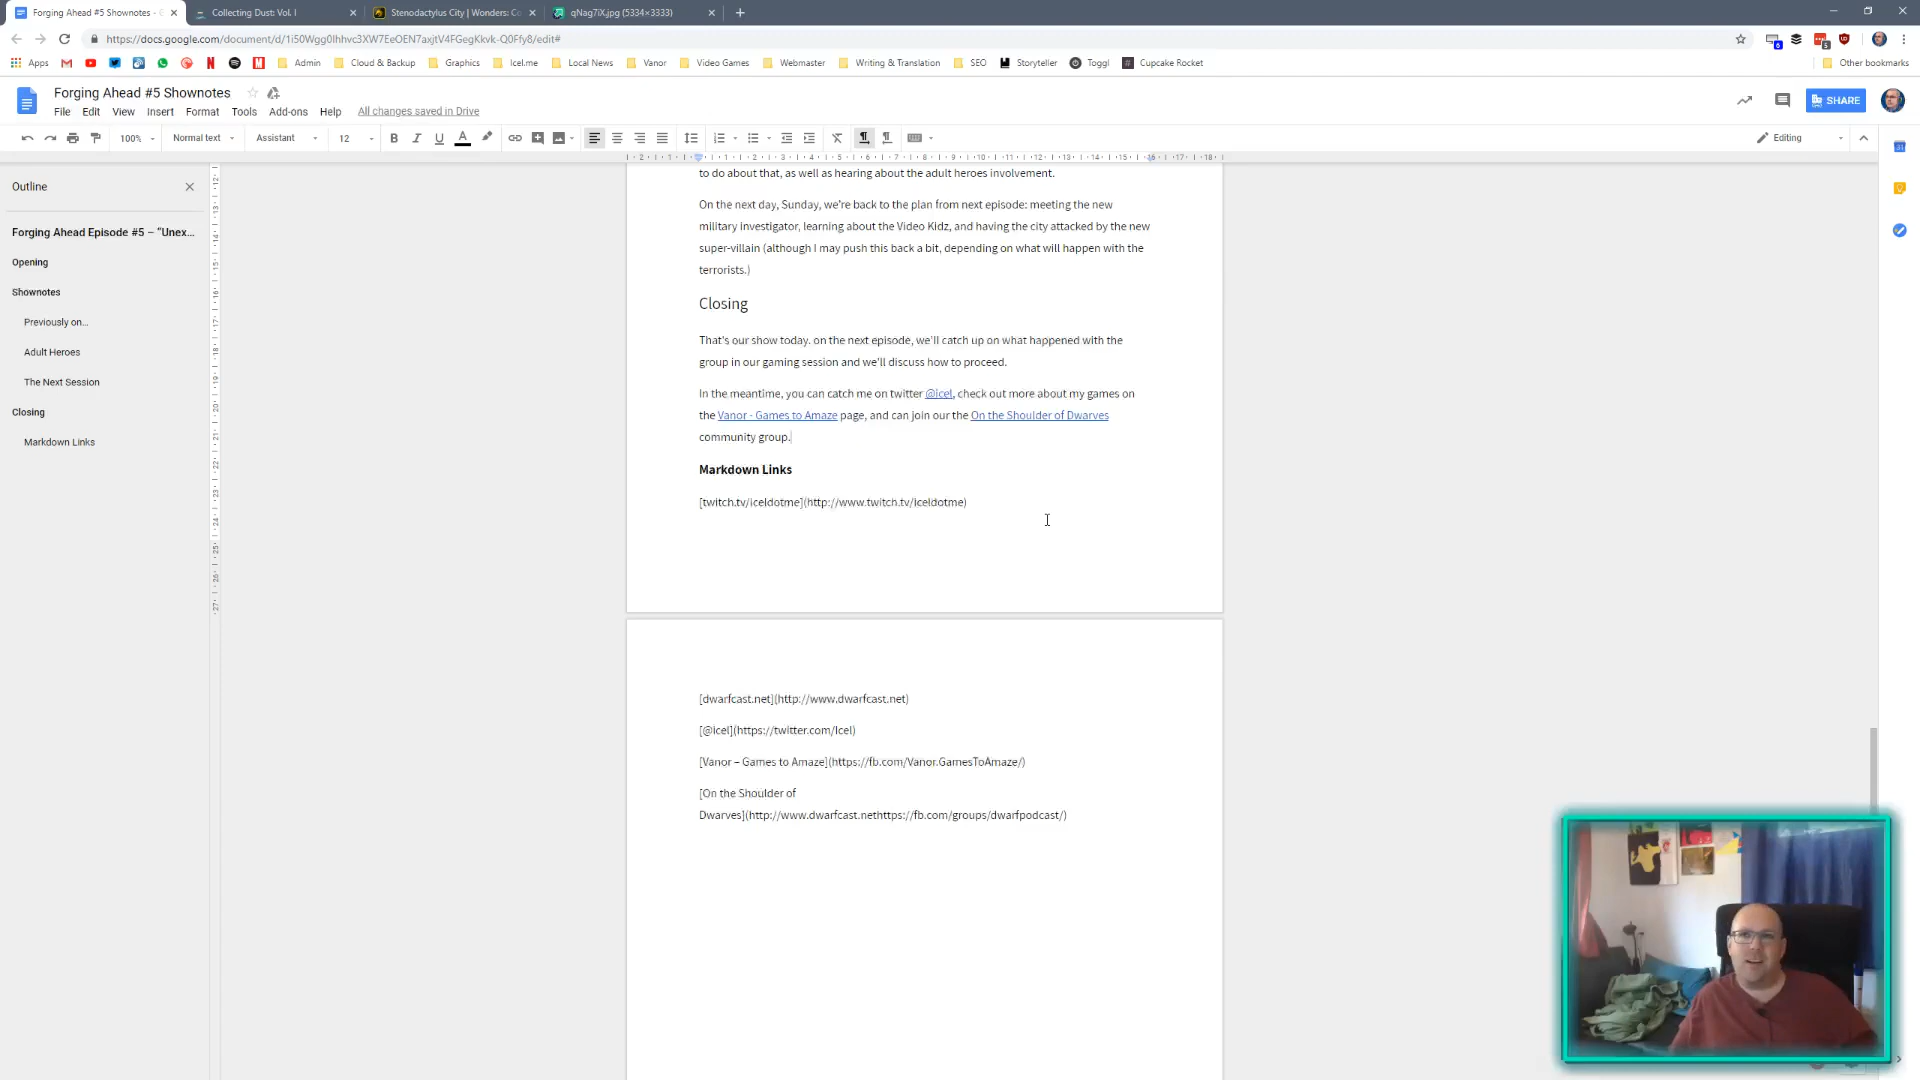 Forging Ahead #5 Shownotes -
Collecting Dust: Vol. I
Stenodactylus City | Wonders: Co
qNag7iX.jpg (5334×3333)
https://docs.google.com/document/d/1i50Wgg0Ihhvc3XW7EeOEN7axjtV4FGegKkvk-Q0Ffy8/edit#
Apps
Admin
Cloud & Backup
Graphics
Icel.me
Local News
Vanor
Video Games
Webmaster
Writing & Translation
SEO
Storyteller
Toggl
Cupcake Rocket
Other bookmarks
Forging Ahead #5 Shownotes
File Edit View Insert Format Tools Add-ons Help All changes saved in Drive
SHARE
100% Normal text Assistant 12 B I U A Editing
Outline
Forging Ahead Episode #5 – “Unex...
Opening
Shownotes
Previously on...
Adult Heroes
The Next Session
Closing
Markdown Links
to do about that, as well as hearing about the adult heroes involvement.
On the next day, Sunday, we're back to the plan from next episode: meeting the new
military investigator, learning about the Video Kidz, and having the city attacked by the new
super-villain (although I may push this back a bit, depending on what will happen with the
terrorists.)
Closing
That's our show today. on the next episode, we'll catch up on what happened with the
group in our gaming session and we'll discuss how to proceed.
In the meantime, you can catch me on twitter @icel, check out more about my games on
the Vanor - Games to Amaze page, and can join our the On the Shoulder of Dwarves
community group.
Markdown Links
[twitch.tv/iceldotme](http://www.twitch.tv/iceldotme)
[dwarfcast.net](http://www.dwarfcast.net)
[@icel](https://twitter.com/Icel)
[Vanor – Games to Amaze](https://fb.com/Vanor.GamesToAmaze/)
[On the Shoulder of
Dwarves](http://www.dwarfcast.nethttps://fb.com/groups/dwarfpodcast/)